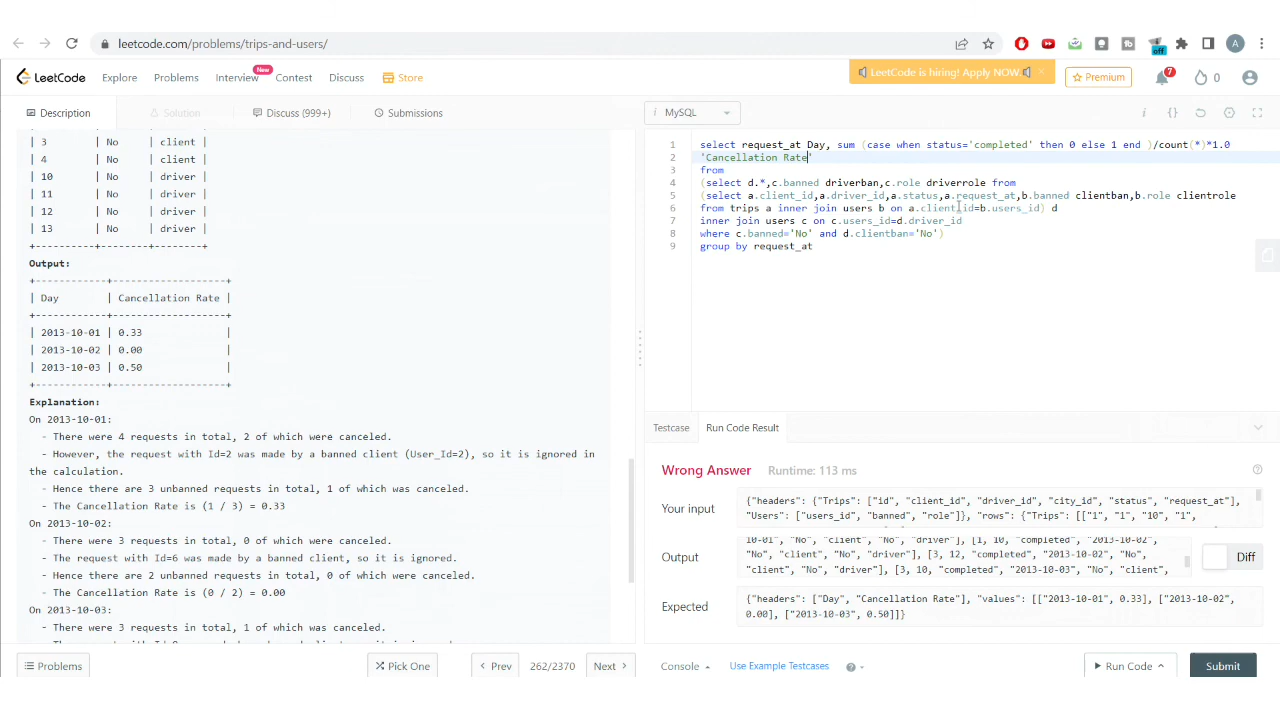 leetcode.com/problems/trips-and-users/
off
A
LeetCode
Explore
Problems
Interview
New
Contest
Discuss
Store
LeetCode is hiring! Apply NOW.
Premium
7
0
Description
Solution
Discuss (999+)
Submissions
| 3 | No | client |
| 4 | No | client |
| 10 | No | driver |
| 11 | No | driver |
| 12 | No | driver |
| 13 | No | driver |
+----------+--------+--------+
Output:
+------------+-------------------+
| Day | Cancellation Rate |
+------------+-------------------+
| 2013-10-01 | 0.33 |
| 2013-10-02 | 0.00 |
| 2013-10-03 | 0.50 |
+------------+-------------------+
Explanation:
On 2013-10-01:
- There were 4 requests in total, 2 of which were canceled.
- However, the request with Id=2 was made by a banned client (User_Id=2), so it is ignored in
the calculation.
- Hence there are 3 unbanned requests in total, 1 of which was canceled.
- The Cancellation Rate is (1 / 3) = 0.33
On 2013-10-02:
- There were 3 requests in total, 0 of which were canceled.
- The request with Id=6 was made by a banned client, so it is ignored.
- Hence there are 2 unbanned requests in total, 0 of which were canceled.
- The Cancellation Rate is (0 / 2) = 0.00
On 2013-10-03:
- There were 3 requests in total, 1 of which was canceled.
Problems
Pick One
Prev
262/2370
Next
i MySQL
1 select request_at Day, sum (case when status='completed' then 0 else 1 end )/count(*)*1.0
2 'Cancellation Rate'
3 from
4 (select d.*,c.banned driverban,c.role driverrole from
5 (select a.client_id,a.driver_id,a.status,a.request_at,b.banned clientban,b.role clientrole
6 from trips a inner join users b on a.client_id=b.users_id) d
7 inner join users c on c.users_id=d.driver_id
8 where c.banned='No' and d.clientban='No')
9 group by request_at
Testcase
Run Code Result
Wrong Answer
Runtime: 113 ms
Your input
{"headers": {"Trips": ["id", "client_id", "driver_id", "city_id", "status", "request_at"],
"Users": ["users_id", "banned", "role"]}, "rows": {"Trips": [["1", "1", "10", "1",
Output
10-01", "No", "client", "No", "driver"], [1, 10, "completed", "2013-10-02",
"No", "client", "No", "driver"], [3, 12, "completed", "2013-10-02", "No",
"client", "No", "driver"], [3, 10, "completed", "2013-10-03", "No", "client",
Diff
Expected
{"headers": ["Day", "Cancellation Rate"], "values": [["2013-10-01", 0.33], ["2013-10-02",
0.00], ["2013-10-03", 0.50]]}
Console
Use Example Testcases
Run Code
Submit